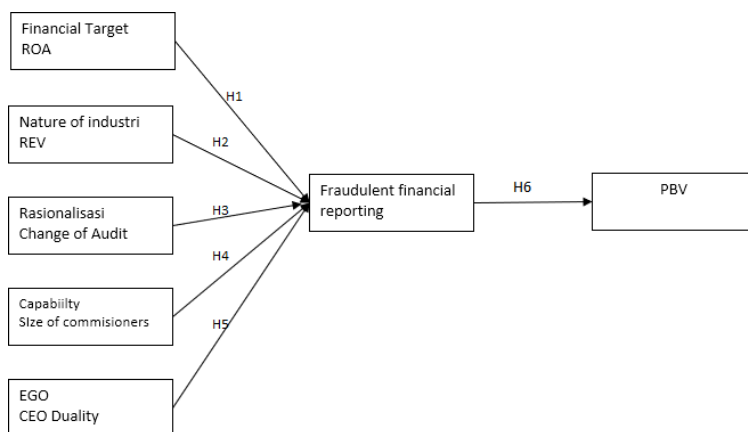 Financial Target
ROA
H1
Nature of industri
REV
H2
Rasionalisasi
Change of Audit
H3
Fraudulent financial
reporting
H6
PBV
H4
Capabiilty
SIze of commisioners
H5
EGO
CEO Duality